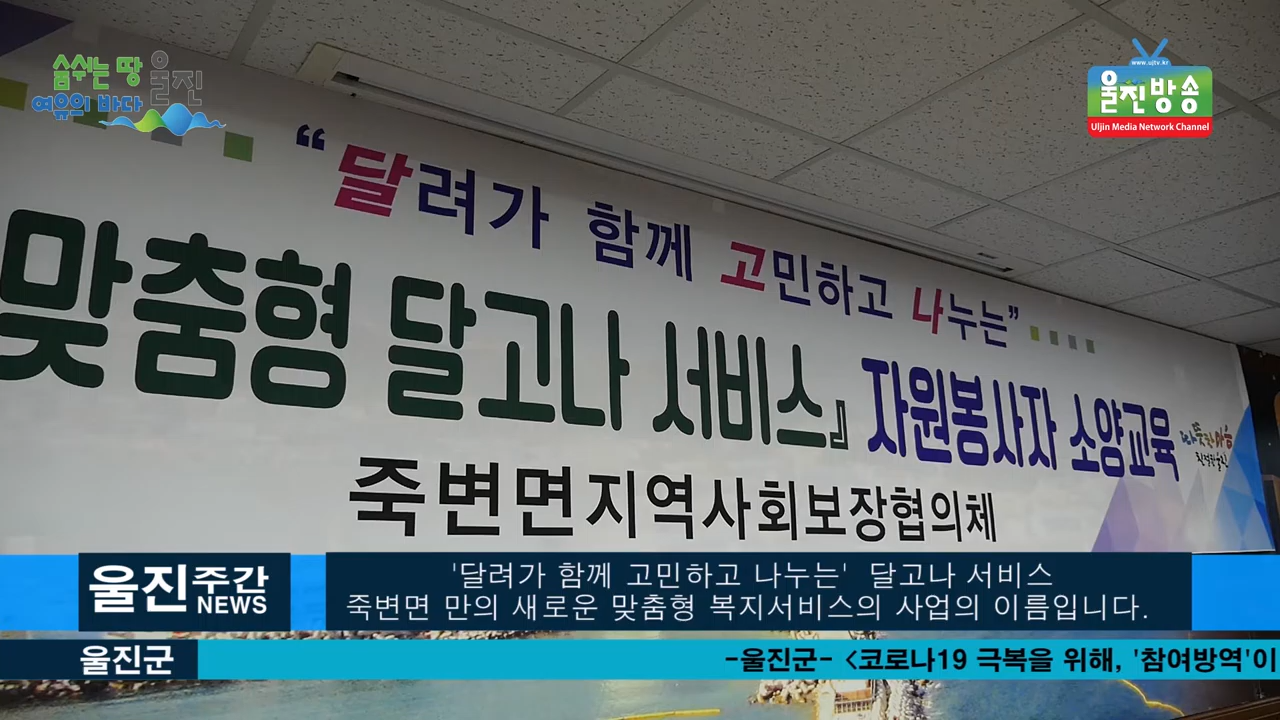 숨쉬는 땅
여유의 바다
울진
www.ujtv.kr
울진방송
Uljin Media Network Channel
“달려가 함께 고민하고 나누는”
맞춤형 달고나 서비스』 자원봉사자 소양교육
죽변면지역사회보장협의체
울진주간
NEWS
'달려가 함께 고민하고 나누는' 달고나 서비스
죽변면 만의 새로운 맞춤형 복지서비스의 사업의 이름입니다.
울진군
-울진군- <코로나19 극복을 위해, '참여방역'이